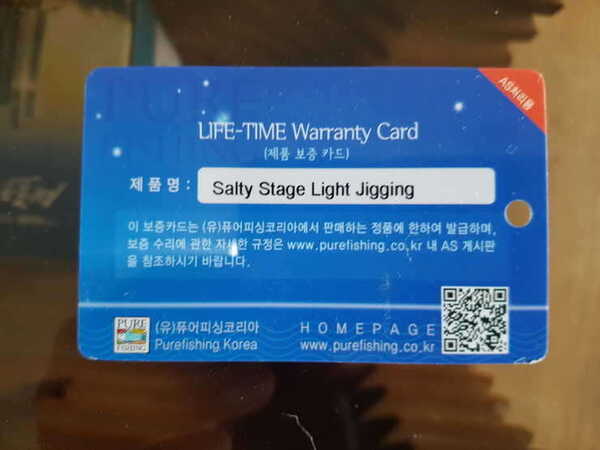 AS처리용
LIFE-TIME Warranty Card
(제품 보증 카드)
제 품 명 : Salty Stage Light Jigging
이 보증카드는 (유)퓨어피싱코리아에서 판매하는 정품에 한하여 발급하며,
보증 수리에 관한 자세한 규정은 www.purefishing.co.kr 내 AS 게시판
을 참조하시기 바랍니다.
PURE
FISHING
(유)퓨어피싱코리아
Purefishing Korea
HOMEPAGE
www.purefishing.co.kr